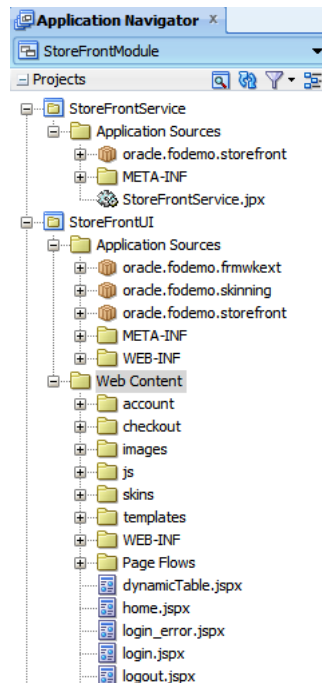 Application Navigator
StoreFrontModule
Projects
StoreFrontService
Application Sources
oracle.fodemo.storefront
META-INF
StoreFrontService.jpx
StoreFrontUI
Application Sources
oracle.fodemo.frmwkext
oracle.fodemo.skinning
oracle.fodemo.storefront
META-INF
WEB-INF
Web Content
account
checkout
images
js
skins
templates
WEB-INF
Page Flows
dynamicTable.jspx
home.jspx
login_error.jspx
login.jspx
logout.jspx